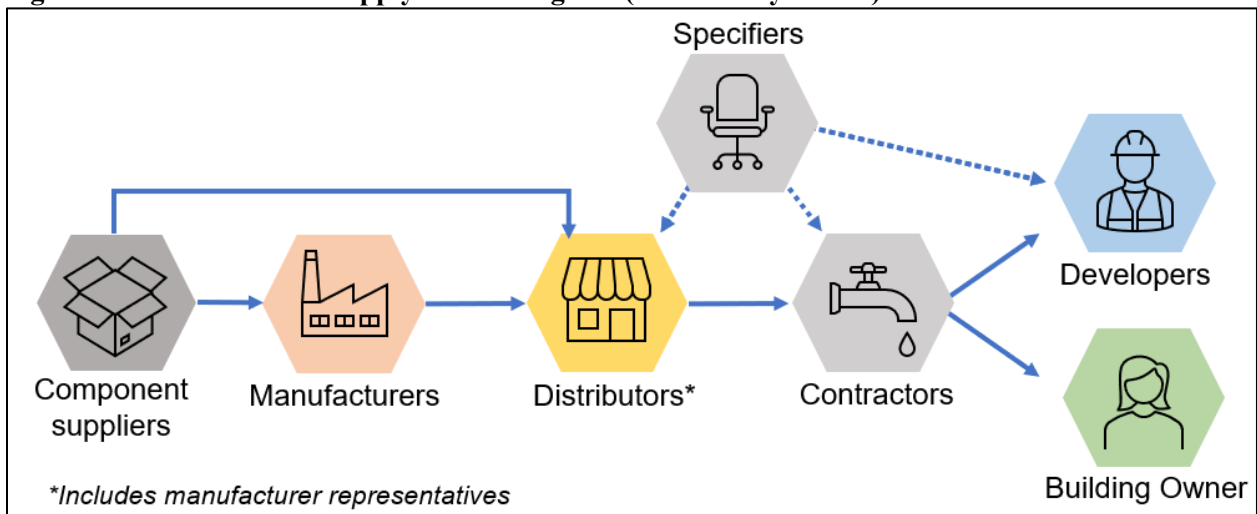 Specifiers
Developers
Component
suppliers
Manufacturers
Distributors*
Contractors
Building Owner
*Includes manufacturer representatives